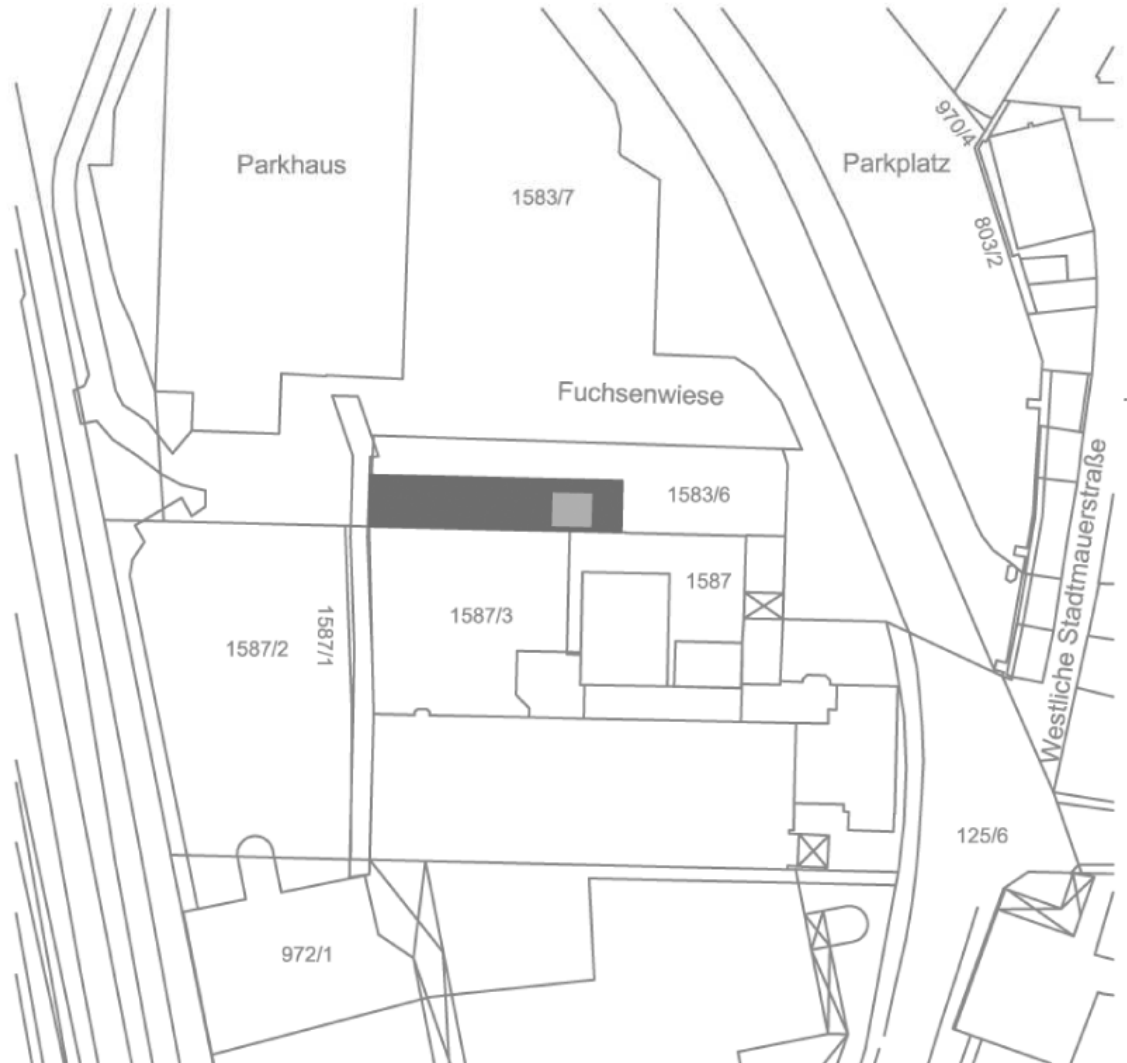 970/4
Parkhaus
Parkplatz
1583/7
803/2
Fuchsenwiese
1583/6
1587
1587/3
1587/1
1587/2
Westliche Stadtmauerstraße
125/6
972/1